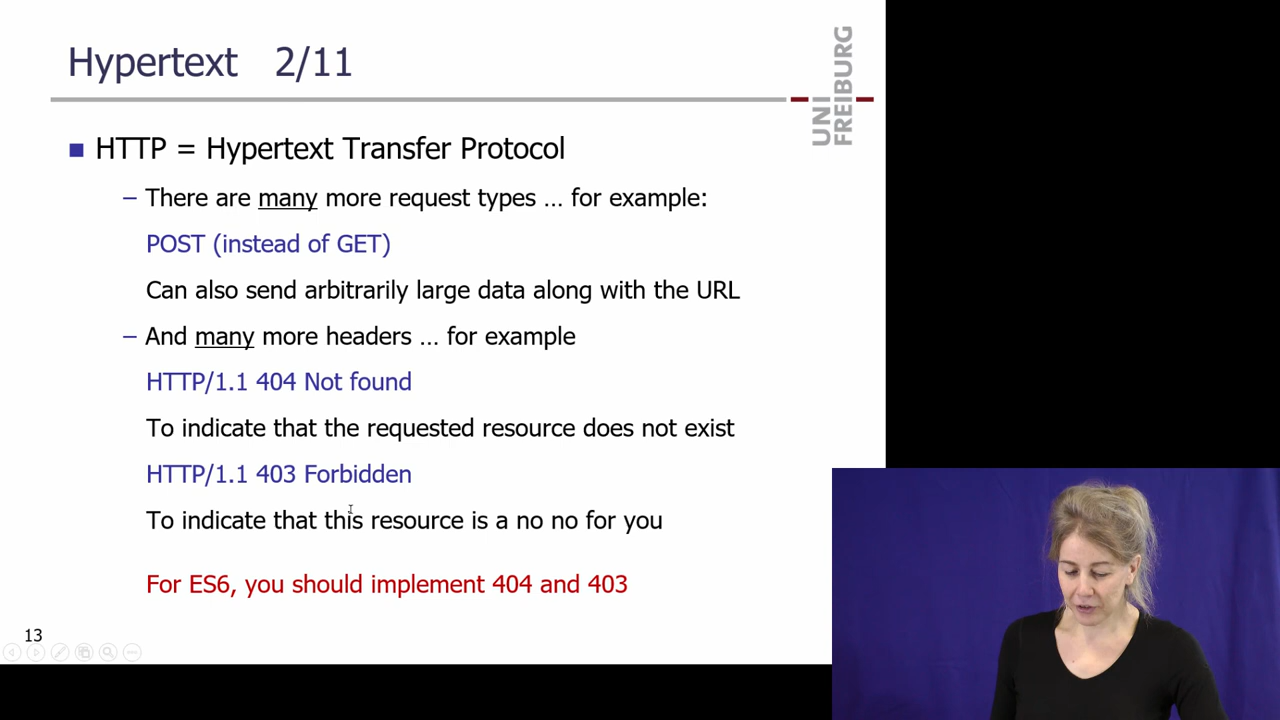 Hypertext 2/11
UNI
FREIBURG
■ HTTP = Hypertext Transfer Protocol
– There are many more request types … for example:
POST (instead of GET)
Can also send arbitrarily large data along with the URL
– And many more headers … for example
HTTP/1.1 404 Not found
To indicate that the requested resource does not exist
HTTP/1.1 403 Forbidden
To indicate that this resource is a no no for you
For ES6, you should implement 404 and 403
13